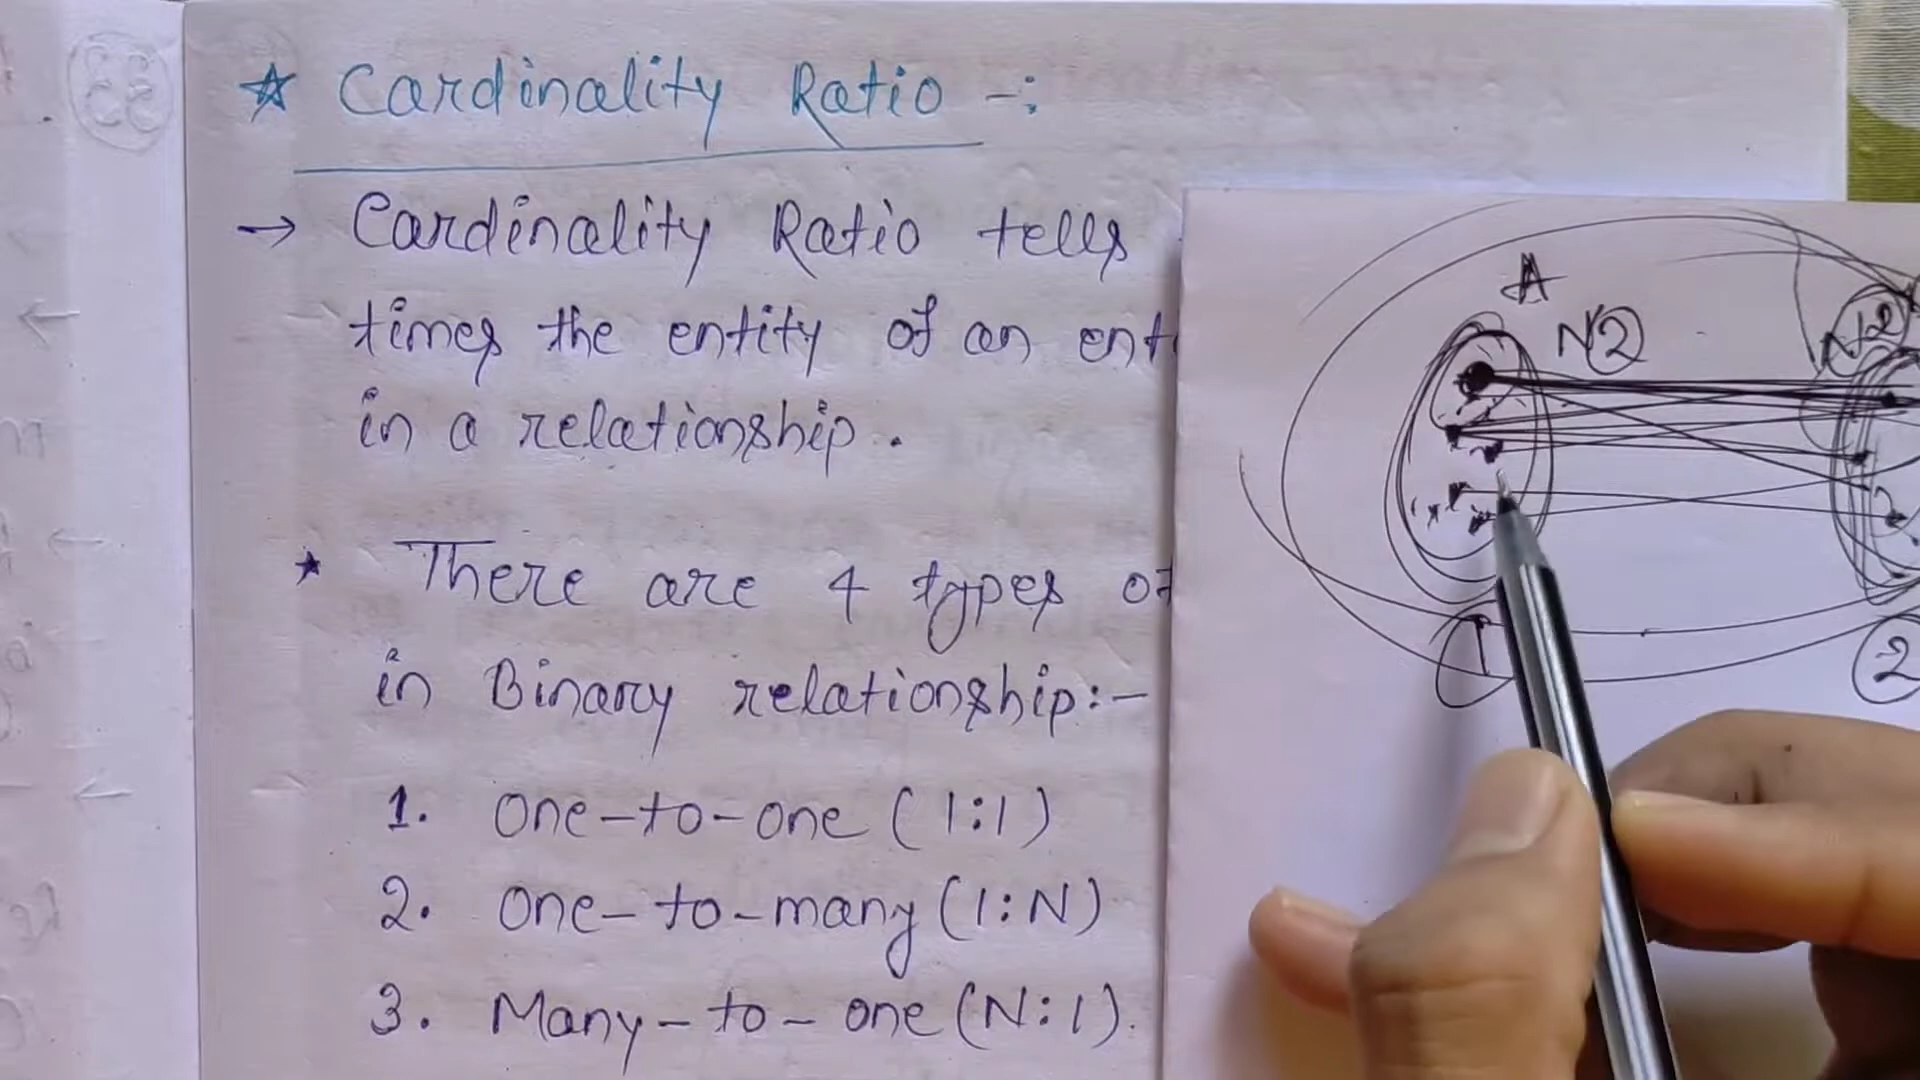 ☆ Cardinality Ratio -:
→ Cardinality Ratio tells
times the entity of an ent
in a relationship.
★ There are 4 types of
in Binary relationship:-
1. One-to-one (1:1)
2. One-to-many (1:N)
3. Many-to-one (N:1).
A
N2
N2
1
2